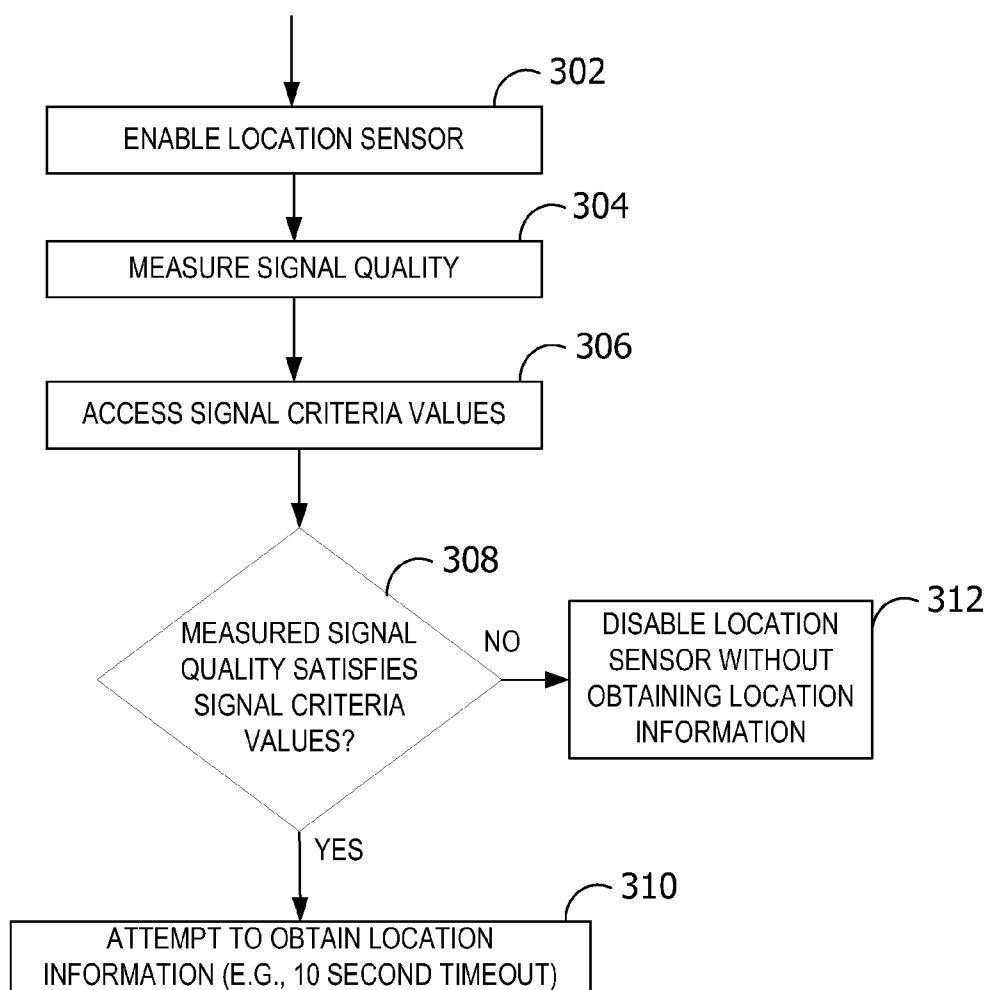 302
ENABLE LOCATION SENSOR
304
MEASURE SIGNAL QUALITY
306
ACCESS SIGNAL CRITERIA VALUES
308
MEASURED SIGNAL
QUALITY SATISFIES
SIGNAL CRITERIA
VALUES?
NO
312
DISABLE LOCATION
SENSOR WITHOUT
OBTAINING LOCATION
INFORMATION
YES
310
ATTEMPT TO OBTAIN LOCATION
INFORMATION (E.G., 10 SECOND TIMEOUT)